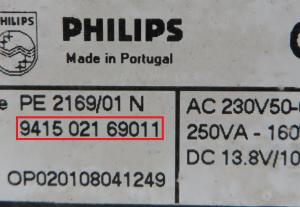 PHILIPS
PHILIPS
Made in Portugal
PE 2169/01 N
9415 021 69011
OP020108041249
AC 230V50-
250VA - 160
DC 13.8V/10